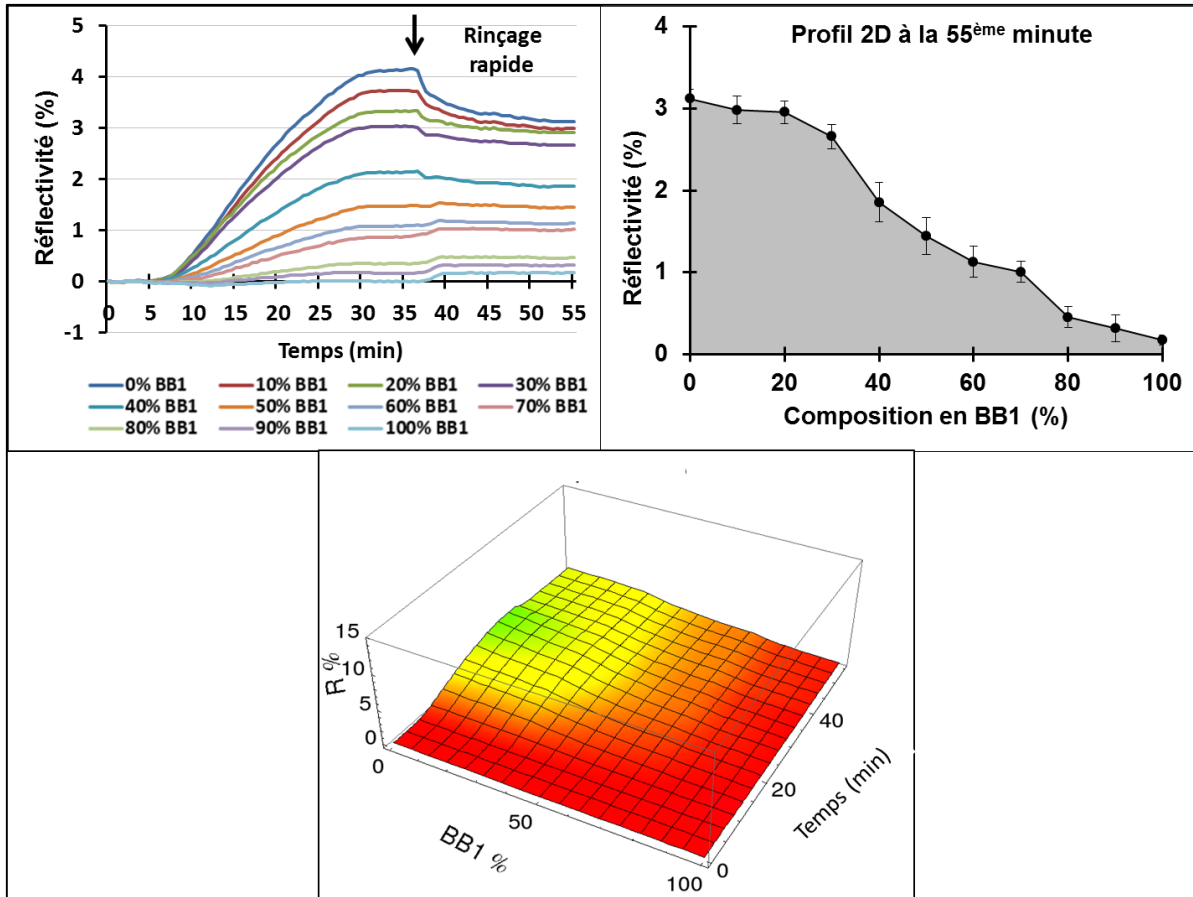 5
4
3
2
1
0
-1
Réflectivité (%)
Rinçage
rapide
0 5 10 15 20 25 30 35 40 45 50 55
Temps (min)
0% BB1 10% BB1 20% BB1 30% BB1
40% BB1 50% BB1 60% BB1 70% BB1
80% BB1 90% BB1 100% BB1
Profil 2D à la 55ème minute
4
3
2
1
0
Réflectivité (%)
0 20 40 60 80 100
Composition en BB1 (%)
15
10
5
0
R %
0
50
100
BB1 %
0
20
40
Temps (min)